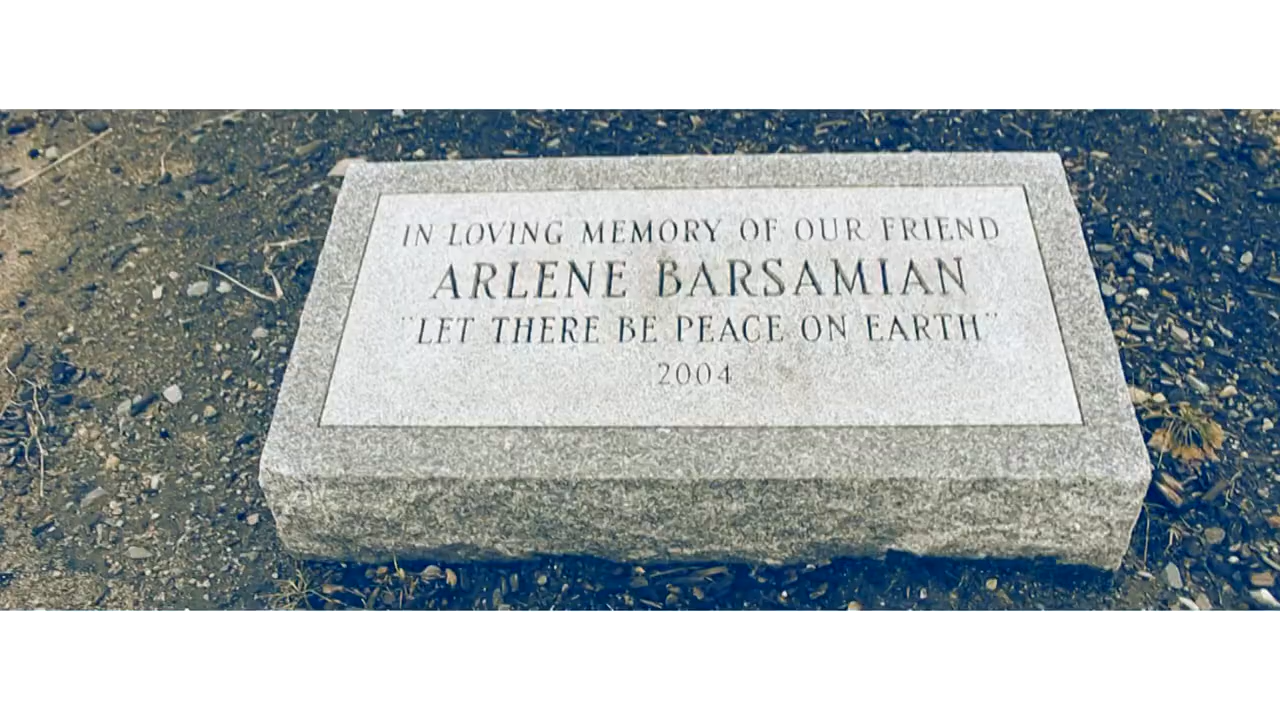 IN LOVING MEMORY OF OUR FRIEND
ARLENE BARSAMIAN
"LET THERE BE PEACE ON EARTH"
2004